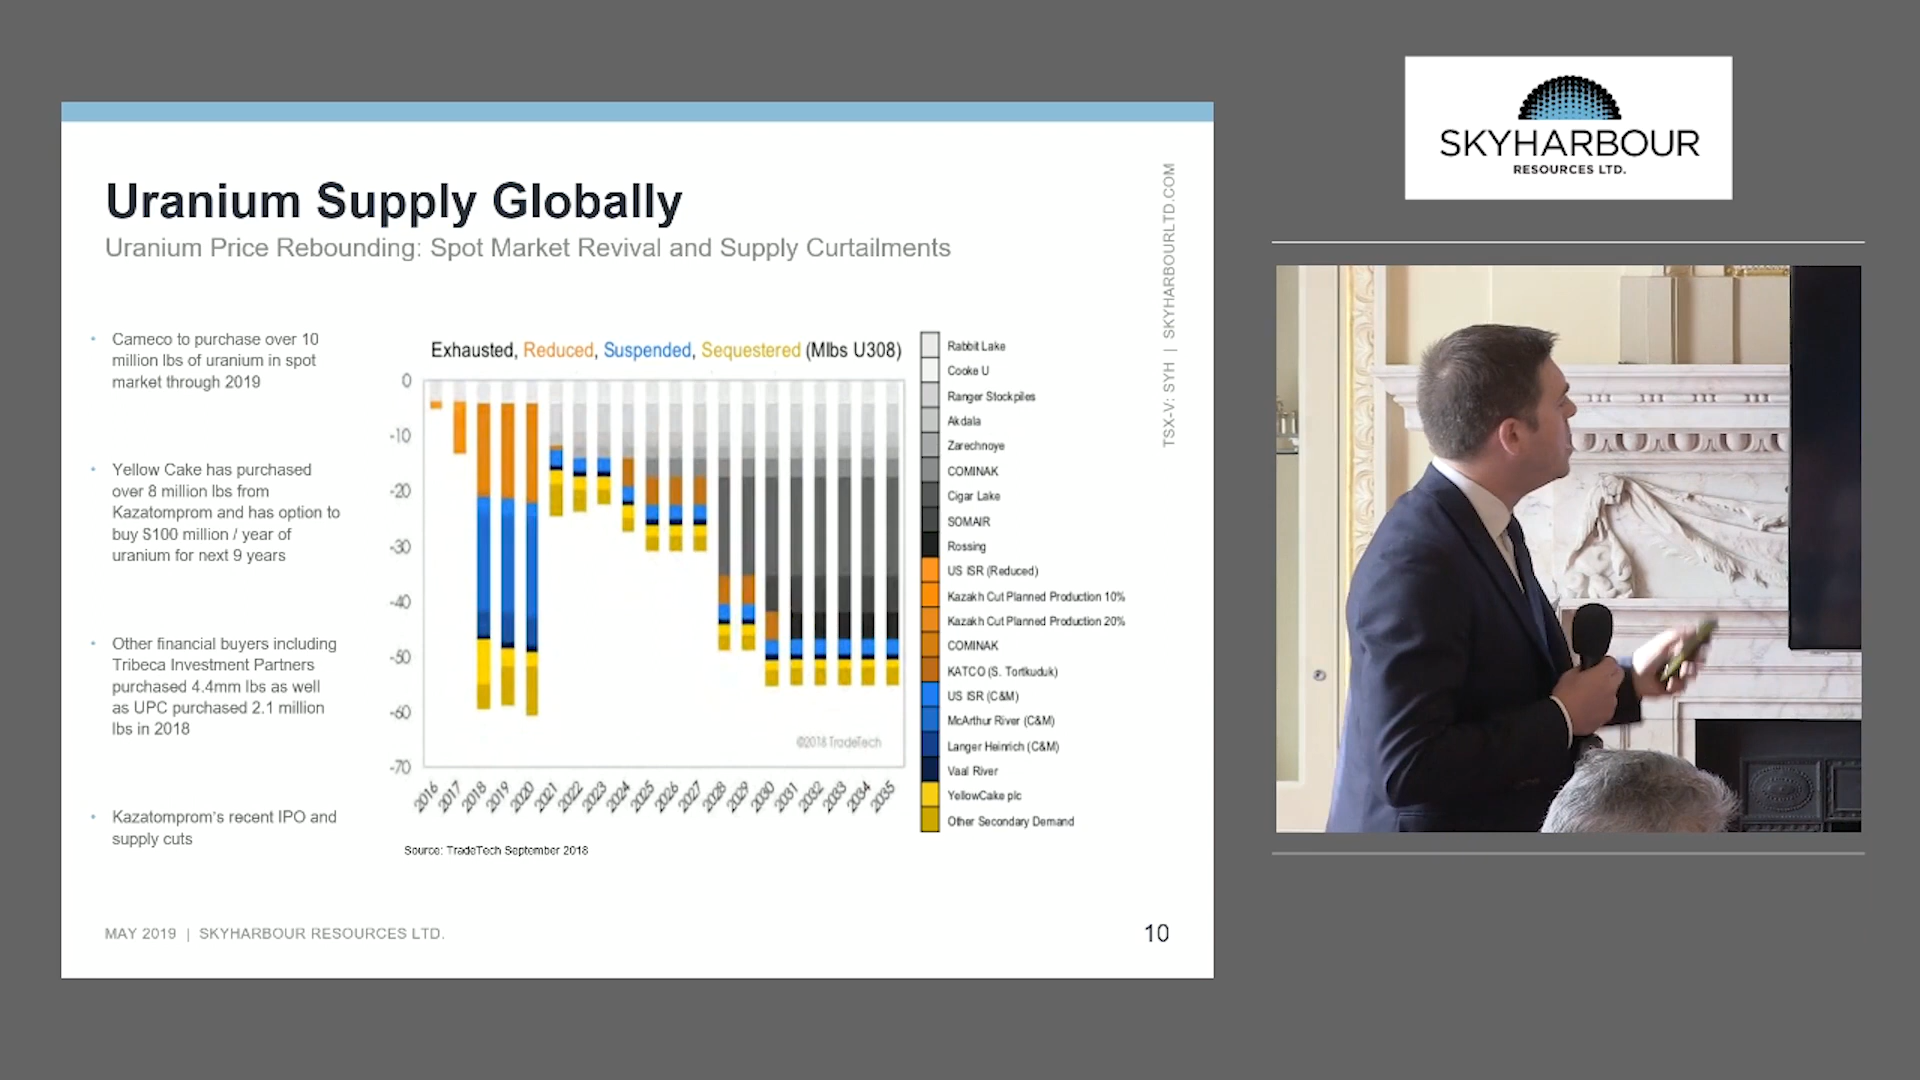 SKYHARBOUR
RESOURCES LTD.
Uranium Supply Globally
Uranium Price Rebounding: Spot Market Revival and Supply Curtailments
TSX-V: SYH | SKYHARBOURLTD.COM
• Cameco to purchase over 10
million lbs of uranium in spot
market through 2019
• Yellow Cake has purchased
over 8 million lbs from
Kazatomprom and has option to
buy $100 million / year of
uranium for next 9 years
• Other financial buyers including
Tribeca Investment Partners
purchased 4.4mm lbs as well
as UPC purchased 2.1 million
lbs in 2018
• Kazatomprom's recent IPO and
supply cuts
Exhausted, Reduced, Suspended, Sequestered (Mlbs U308)
0
-10
-20
-30
-40
-50
-60
-70
2016 2017 2018 2019 2020 2021 2022 2023 2024 2025 2026 2027 2028 2029 2030 2031 2032 2033 2034 2035
©2018 TradeTech
Rabbit Lake
Cooke U
Ranger Stockpiles
Akdala
Zarechnoye
COMINAK
Cigar Lake
SOMAIR
Rossing
US ISR (Reduced)
Kazakh Cut Planned Production 10%
Kazakh Cut Planned Production 20%
COMINAK
KATCO (S. Tortkuduk)
US ISR (C&M)
McArthur River (C&M)
Langer Heinrich (C&M)
Vaal River
YellowCake plc
Other Secondary Demand
Source: TradeTech September 2018
MAY 2019 | SKYHARBOUR RESOURCES LTD.
10